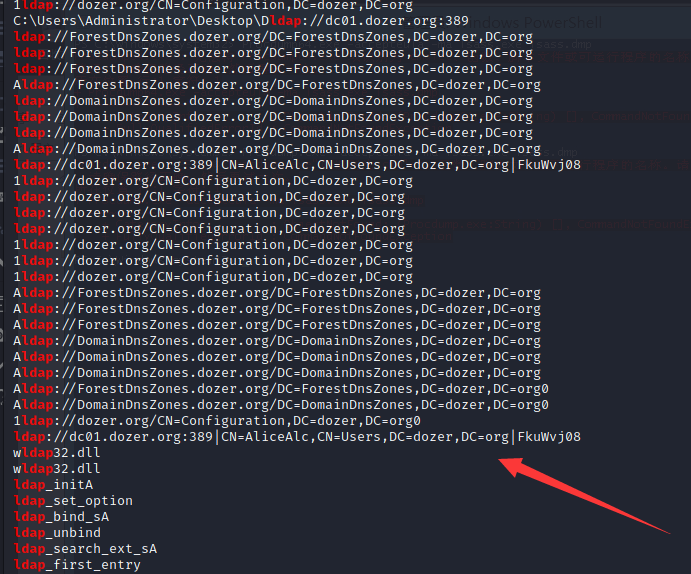 1ldap://dozer.org/CN=Configuration,DC=dozer,DC=org
C:\Users\Administrator\Desktop\Dldap://dc01.dozer.org:389
ldap://ForestDnsZones.dozer.org/DC=ForestDnsZones,DC=dozer,DC=org
ldap://ForestDnsZones.dozer.org/DC=ForestDnsZones,DC=dozer,DC=org
ldap://ForestDnsZones.dozer.org/DC=ForestDnsZones,DC=dozer,DC=org
Aldap://ForestDnsZones.dozer.org/DC=ForestDnsZones,DC=dozer,DC=org
ldap://DomainDnsZones.dozer.org/DC=DomainDnsZones,DC=dozer,DC=org
ldap://DomainDnsZones.dozer.org/DC=DomainDnsZones,DC=dozer,DC=org
ldap://DomainDnsZones.dozer.org/DC=DomainDnsZones,DC=dozer,DC=org
Aldap://DomainDnsZones.dozer.org/DC=DomainDnsZones,DC=dozer,DC=org
ldap://dc01.dozer.org:389|CN=AliceAlc,CN=Users,DC=dozer,DC=org|FkuWvj08
1ldap://dozer.org/CN=Configuration,DC=dozer,DC=org
ldap://dozer.org/CN=Configuration,DC=dozer,DC=org
ldap://dozer.org/CN=Configuration,DC=dozer,DC=org
ldap://dozer.org/CN=Configuration,DC=dozer,DC=org
1ldap://dozer.org/CN=Configuration,DC=dozer,DC=org
1ldap://dozer.org/CN=Configuration,DC=dozer,DC=org
1ldap://dozer.org/CN=Configuration,DC=dozer,DC=org
Aldap://ForestDnsZones.dozer.org/DC=ForestDnsZones,DC=dozer,DC=org
Aldap://ForestDnsZones.dozer.org/DC=ForestDnsZones,DC=dozer,DC=org
Aldap://ForestDnsZones.dozer.org/DC=ForestDnsZones,DC=dozer,DC=org
Aldap://DomainDnsZones.dozer.org/DC=DomainDnsZones,DC=dozer,DC=org
Aldap://DomainDnsZones.dozer.org/DC=DomainDnsZones,DC=dozer,DC=org
Aldap://DomainDnsZones.dozer.org/DC=DomainDnsZones,DC=dozer,DC=org
Aldap://ForestDnsZones.dozer.org/DC=ForestDnsZones,DC=dozer,DC=org0
Aldap://DomainDnsZones.dozer.org/DC=DomainDnsZones,DC=dozer,DC=org0
1ldap://dozer.org/CN=Configuration,DC=dozer,DC=org0
ldap://dc01.dozer.org:389|CN=AliceAlc,CN=Users,DC=dozer,DC=org|FkuWvj08
wldap32.dll
wldap32.dll
ldap_initA
ldap_set_option
ldap_bind_sA
ldap_unbind
ldap_search_ext_sA
ldap_first_entry